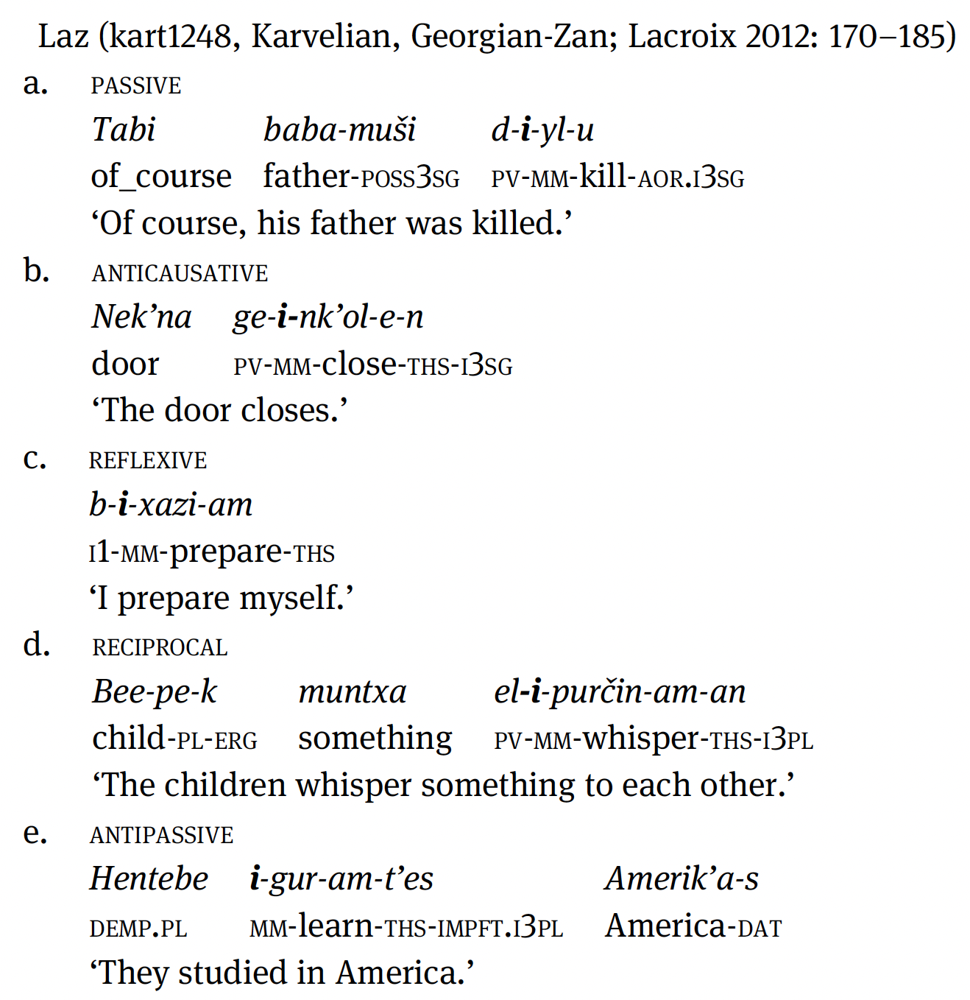 Laz (kart1248, Karvelian, Georgian-Zan; Lacroix 2012: 170–185)
a. PASSIVE
Tabi baba-muši d-i-yl-u
of_course father-POSS3SG PV-MM-kill-AOR.I3SG
‘Of course, his father was killed.’
b. ANTICAUSATIVE
Nek’na ge-i-nk’ol-e-n
door PV-MM-close-THS-I3SG
‘The door closes.’
c. REFLEXIVE
b-i-xazi-am
I1-MM-prepare-THS
‘I prepare myself.’
d. RECIPROCAL
Bee-pe-k muntxa el-i-purčin-am-an
child-PL-ERG something PV-MM-whisper-THS-I3PL
‘The children whisper something to each other.’
e. ANTIPASSIVE
Hentebe i-gur-am-t’es Amerik’a-s
DEMP.PL MM-learn-THS-IMPFT.I3PL America-DAT
‘They studied in America.’